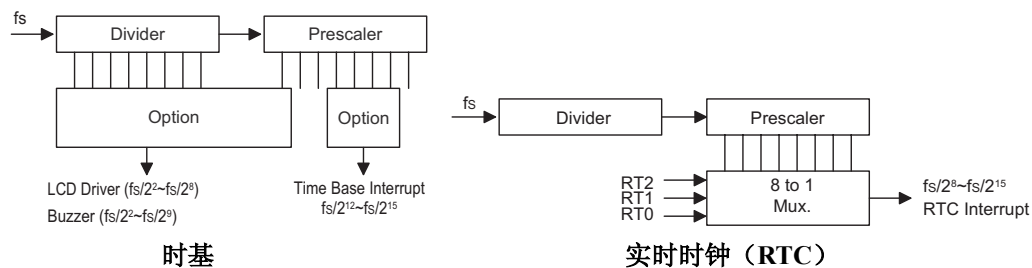 fs
Divider
Prescaler
Option
Option
LCD Driver (fs/2²~fs/2⁸)
Buzzer (fs/2²~fs/2⁹)
Time Base Interrupt
fs/2¹²~fs/2¹⁵
时基
fs
Divider
Prescaler
RT2
RT1
RT0
8 to 1
Mux.
fs/2⁸~fs/2¹⁵
RTC Interrupt
实时时钟（RTC）